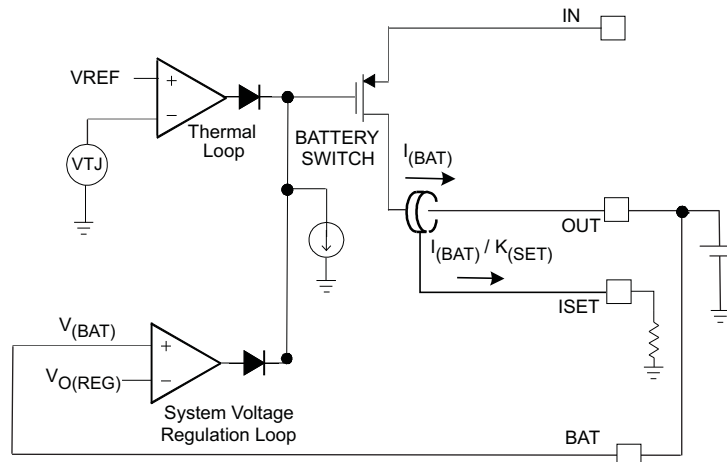 IN
VREF
+
−
Thermal
Loop
BATTERY
SWITCH
VTJ
I(BAT)
OUT
I(BAT) / K(SET)
ISET
V(BAT)
+
VO(REG)
−
System Voltage
Regulation Loop
BAT